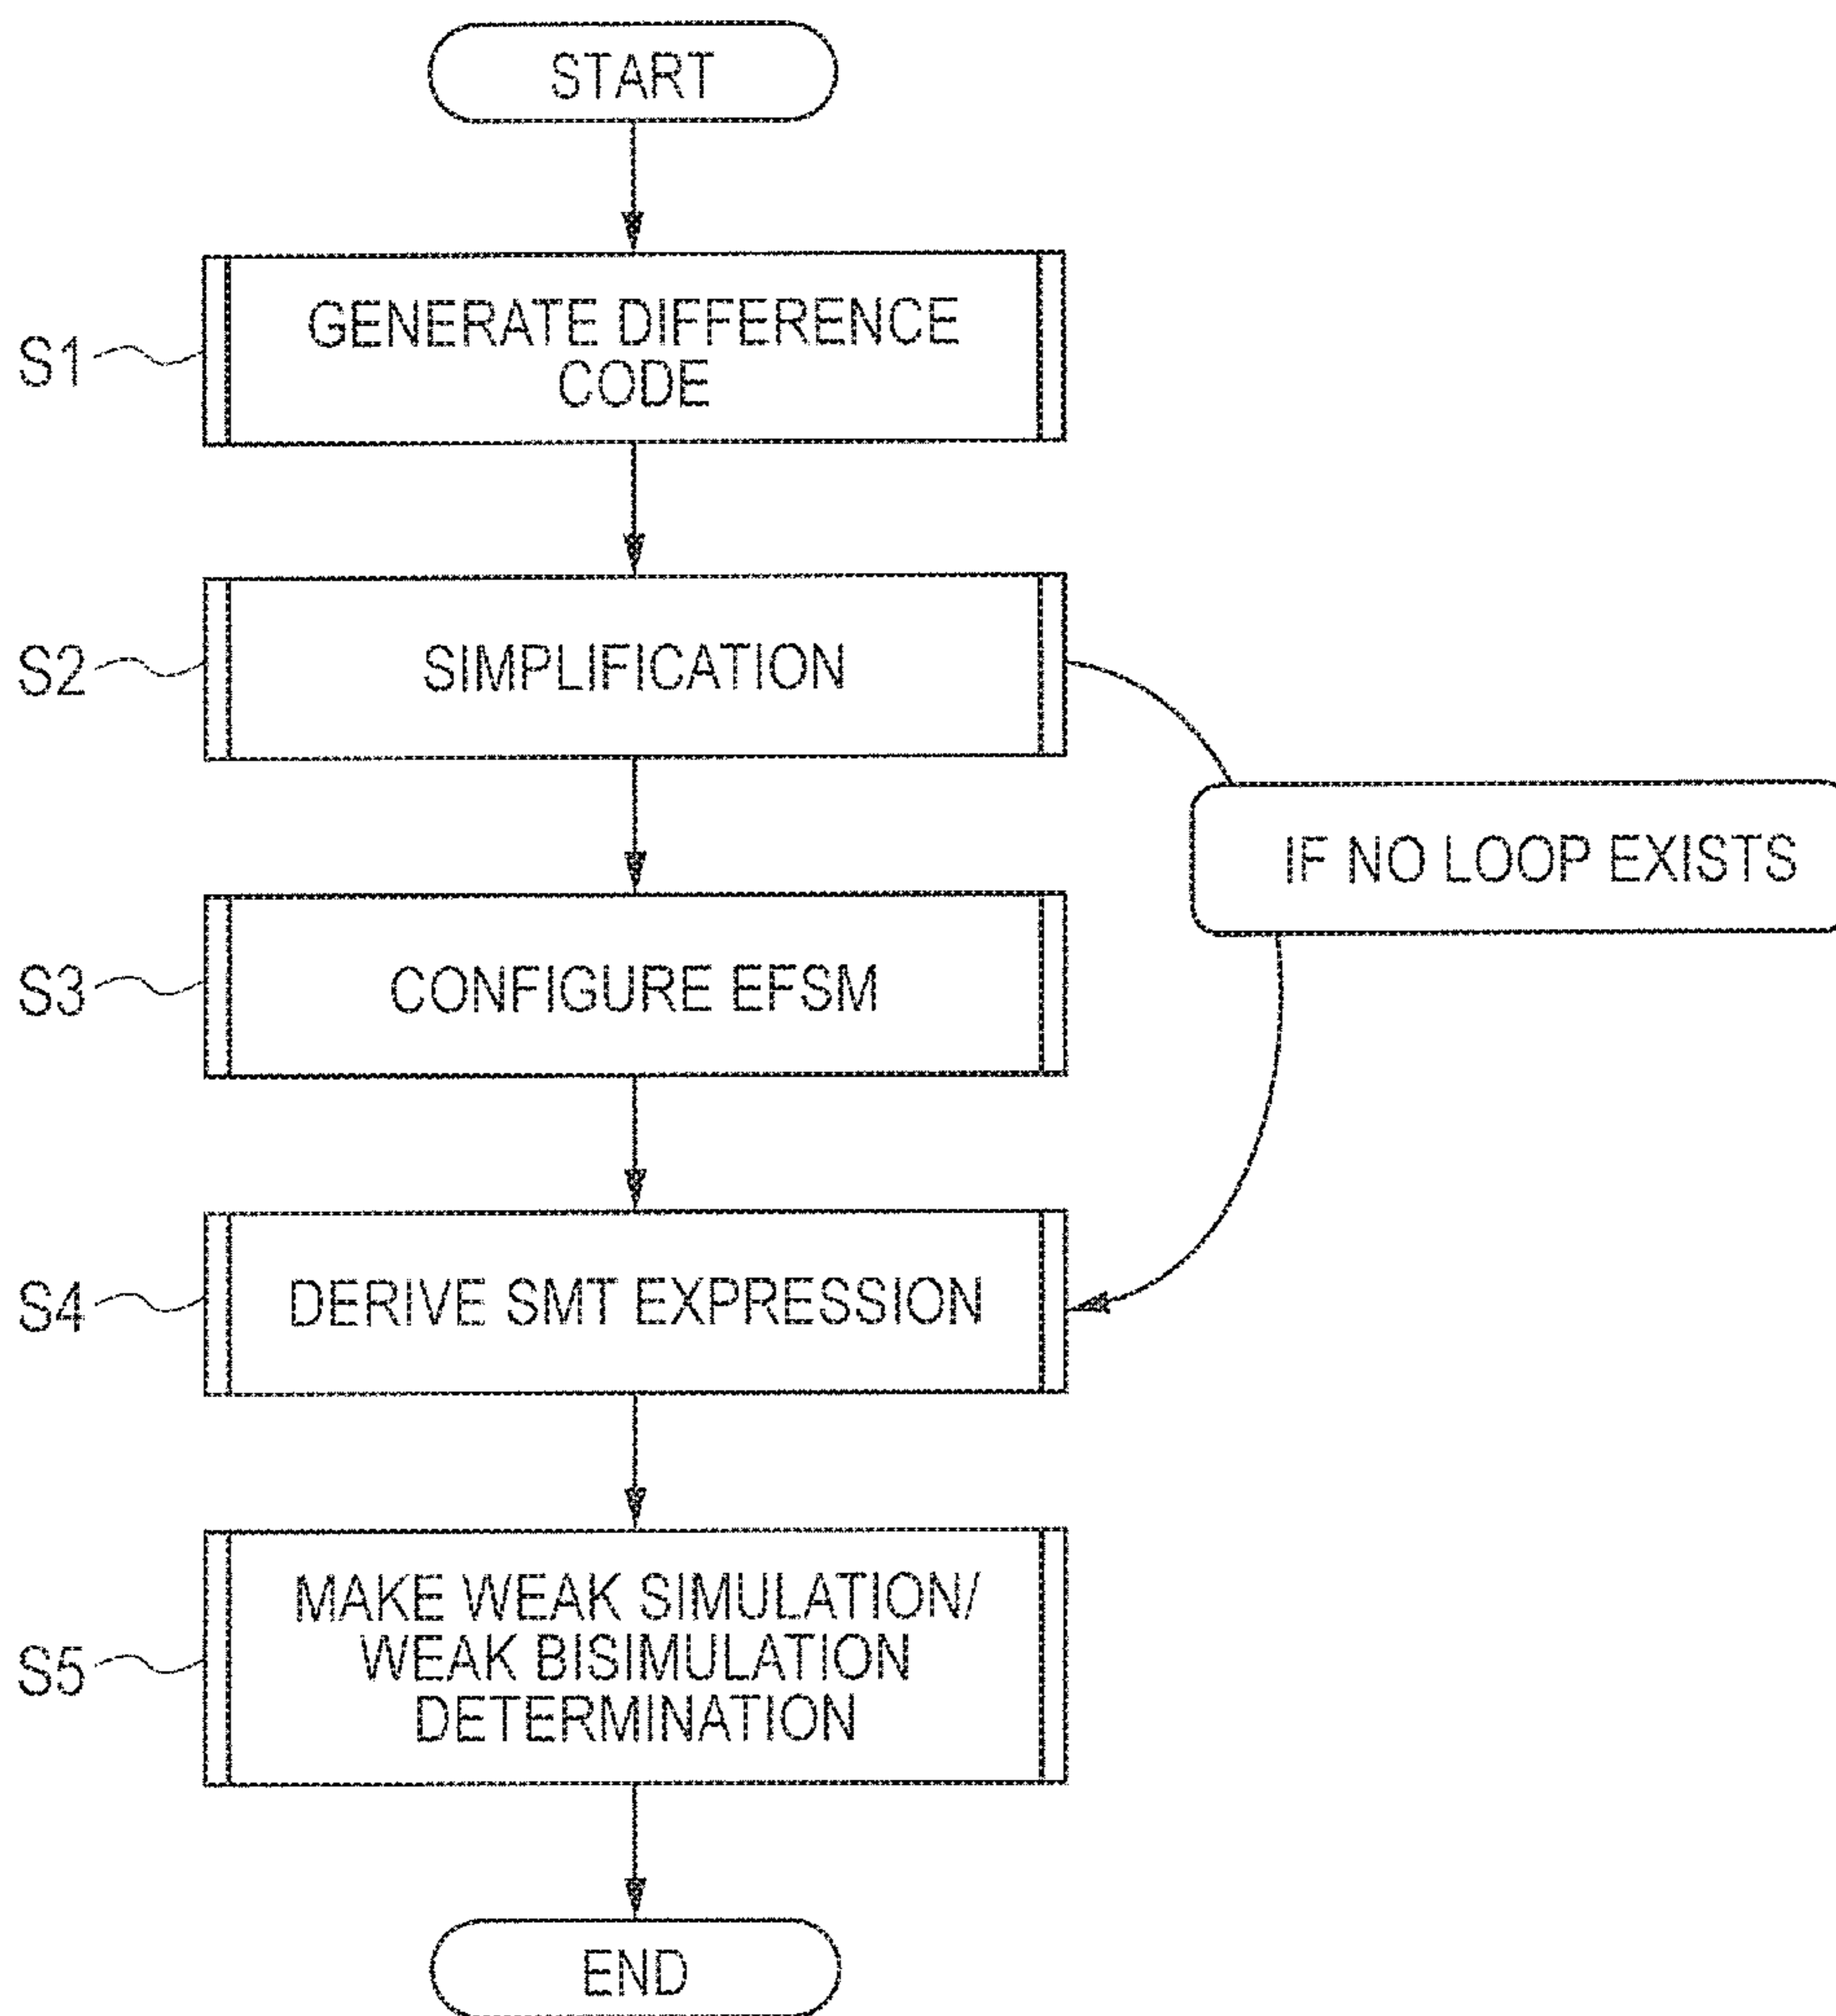 START
S1
GENERATE DIFFERENCE
CODE
S2
SIMPLIFICATION
IF NO LOOP EXISTS
S3
CONFIGURE EFSM
S4
DERIVE SMT EXPRESSION
S5
MAKE WEAK SIMULATION/
WEAK BISIMULATION
DETERMINATION
END